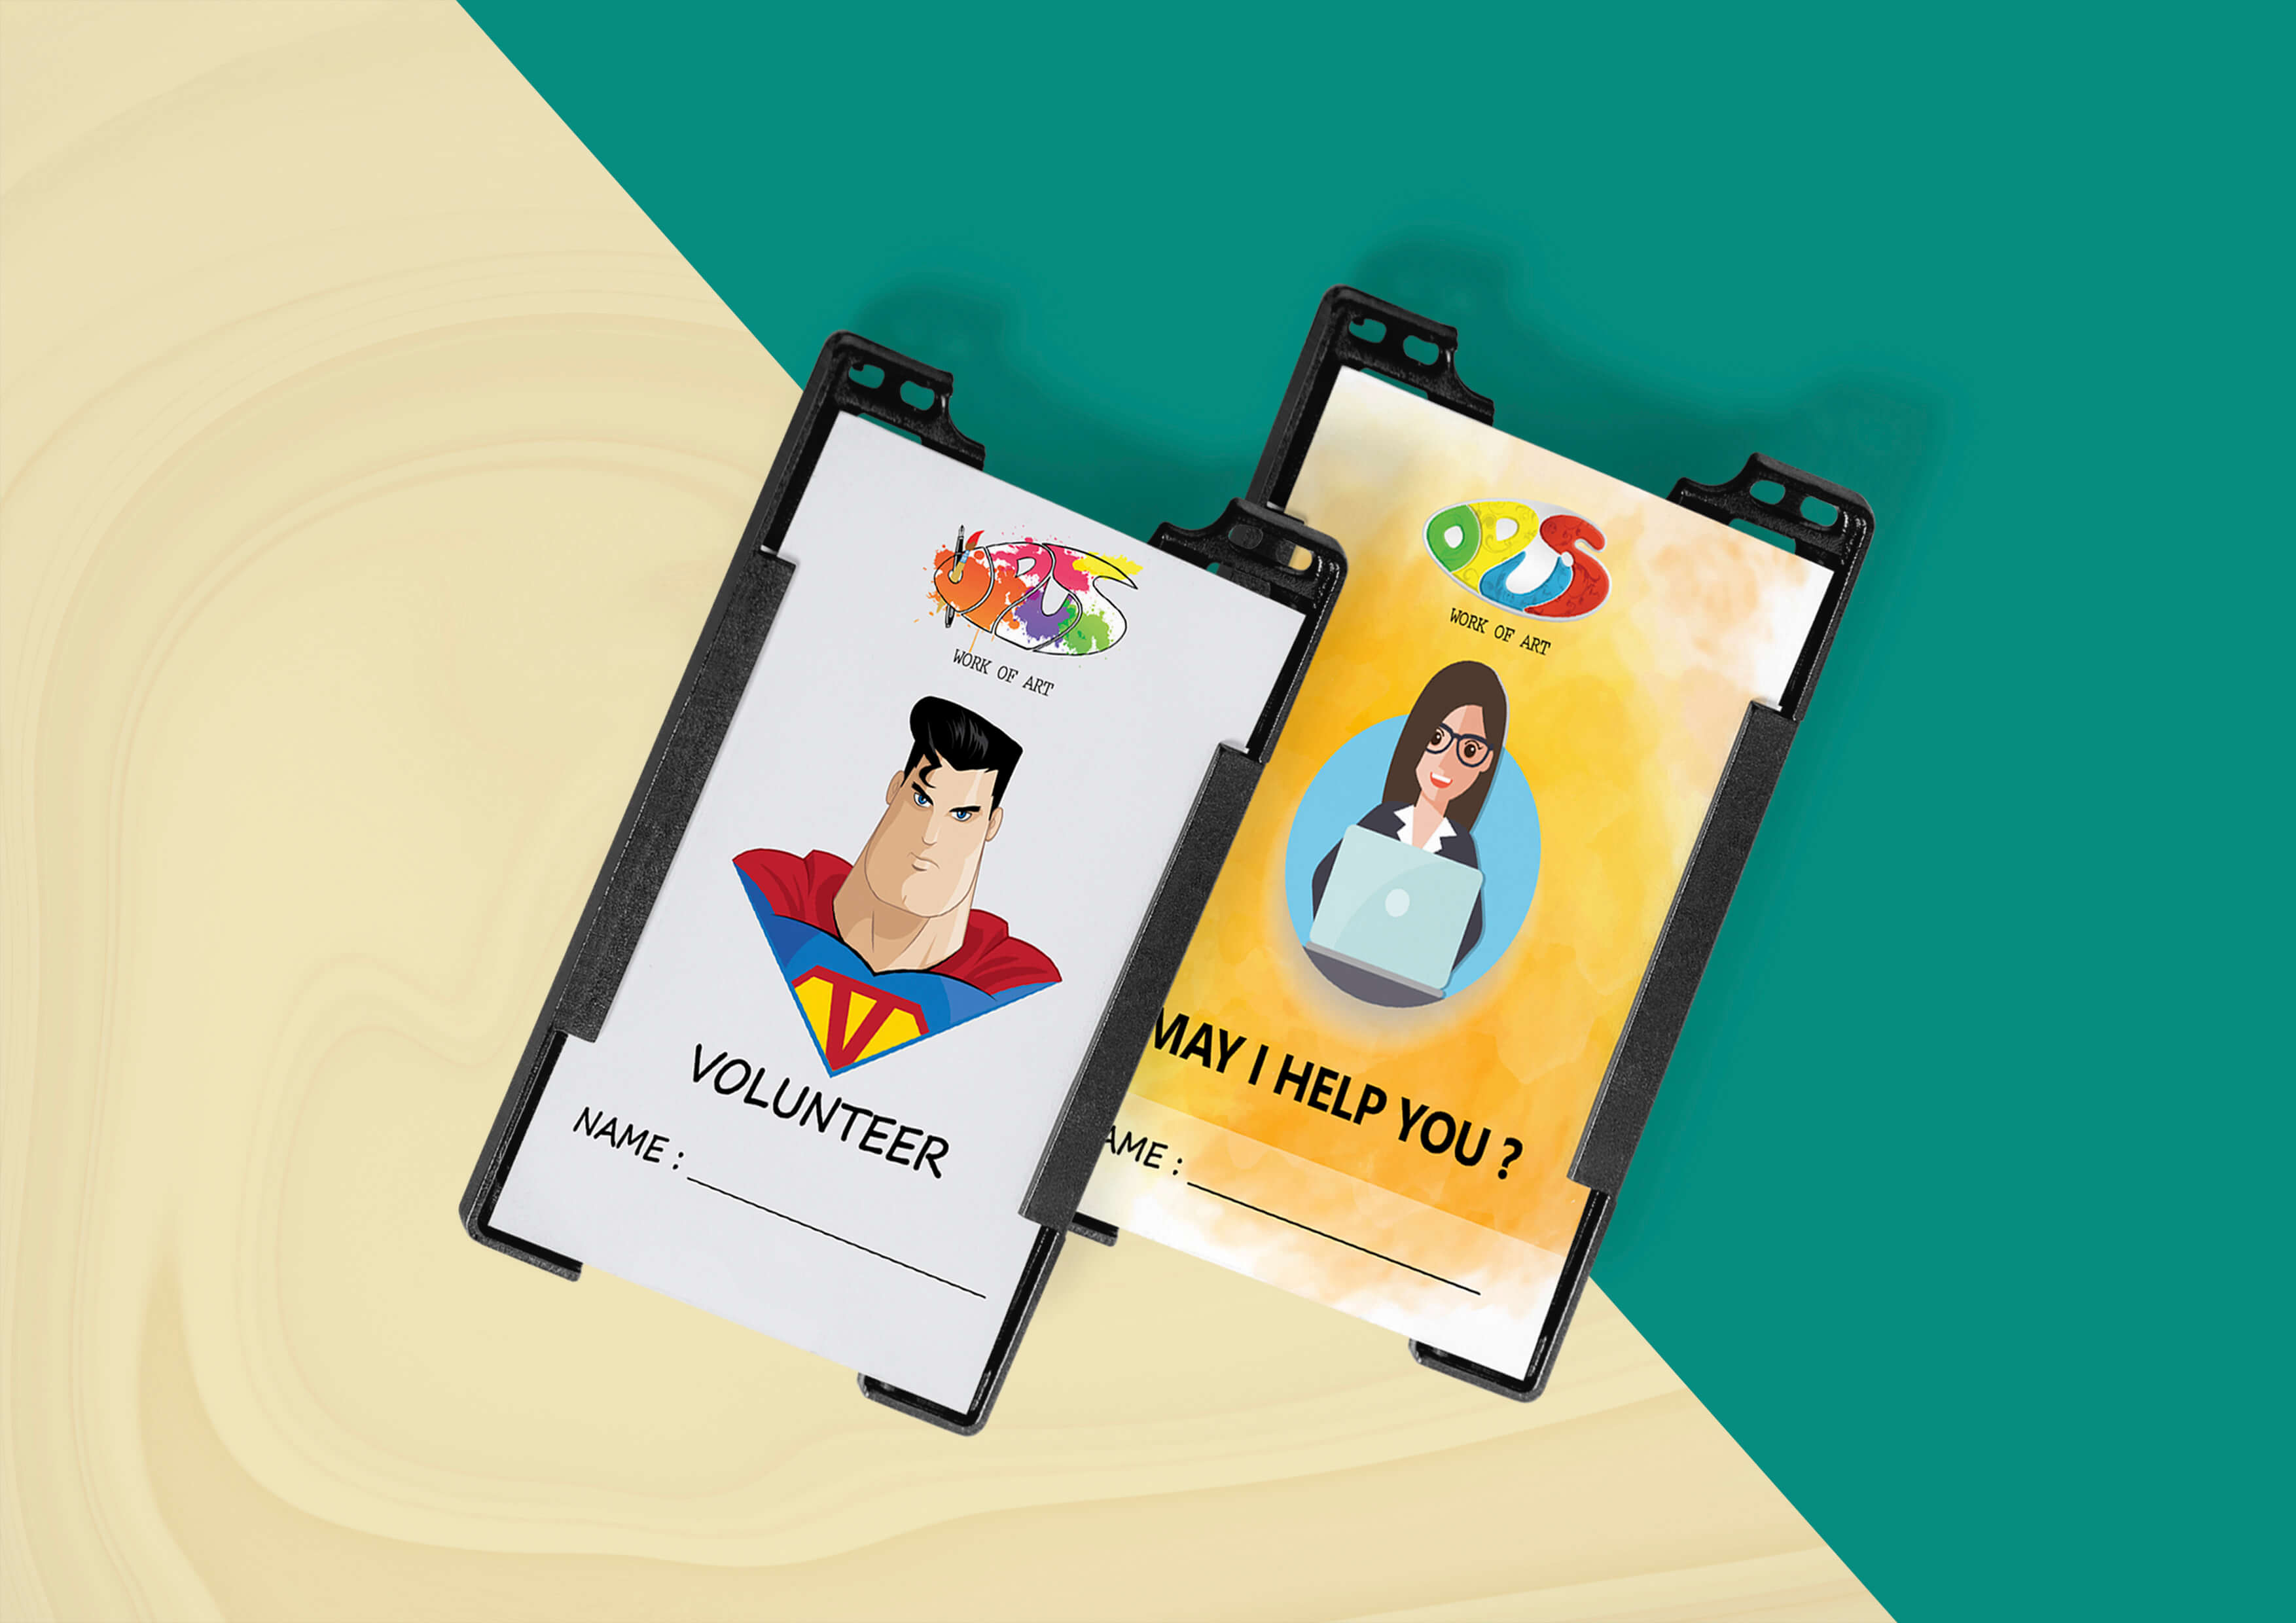 OPUS
WORK OF ART
V
VOLUNTEER
NAME :
OPUS
WORK OF ART
MAY I HELP YOU ?
AME :